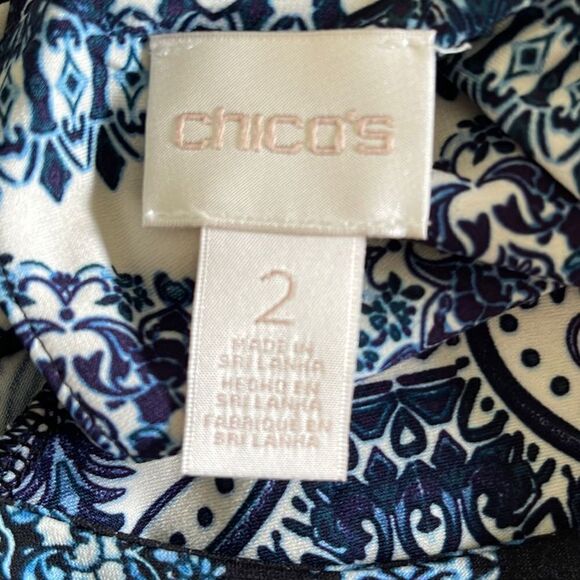 chico's
2
MADE IN
SRI LANKA
HECHO EN
SRI LANKA
FABRIQUE EN
SRI LANKA